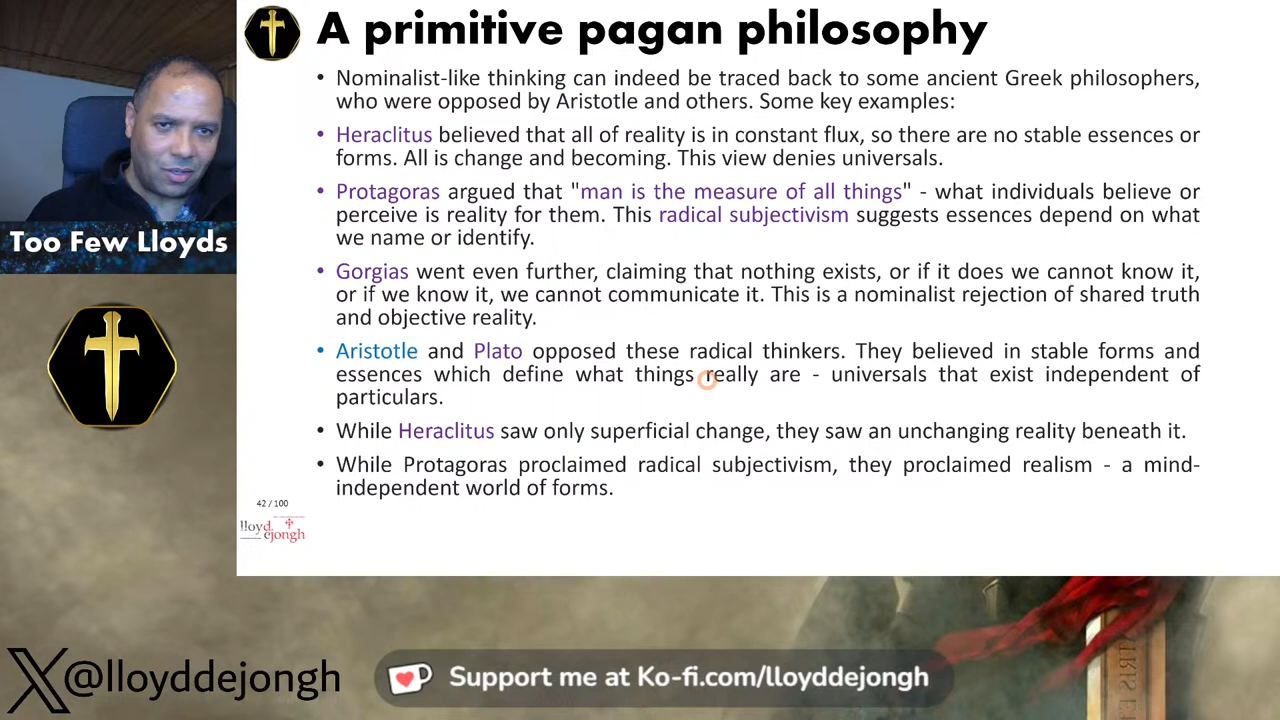 A primitive pagan philosophy
• Nominalist-like thinking can indeed be traced back to some ancient Greek philosophers,
who were opposed by Aristotle and others. Some key examples:
• Heraclitus believed that all of reality is in constant flux, so there are no stable essences or
forms. All is change and becoming. This view denies universals.
• Protagoras argued that "man is the measure of all things" - what individuals believe or
perceive is reality for them. This radical subjectivism suggests essences depend on what
we name or identify.
• Gorgias went even further, claiming that nothing exists, or if it does we cannot know it,
or if we know it, we cannot communicate it. This is a nominalist rejection of shared truth
and objective reality.
• Aristotle and Plato opposed these radical thinkers. They believed in stable forms and
essences which define what things really are - universals that exist independent of
particulars.
• While Heraclitus saw only superficial change, they saw an unchanging reality beneath it.
• While Protagoras proclaimed radical subjectivism, they proclaimed realism - a mind-
independent world of forms.
42 / 100
lloyd
ejongh
Too Few Lloyds
X@lloyddejongh
Support me at Ko-fi.com/lloyddejongh